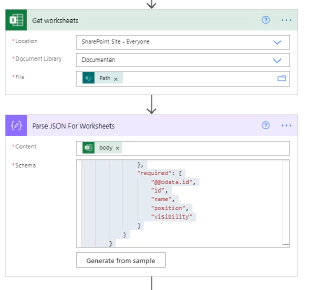 Get worksheets
* Location
SharePoint Site - Everyone
* Document Library
Documenten
* File
Path ×
Parse JSON For Worksheets
* Content
body ×
* Schema
},
"required": [
"@@odata.id",
"id",
"name",
"position",
"visibility"
]
}
}
Generate from sample